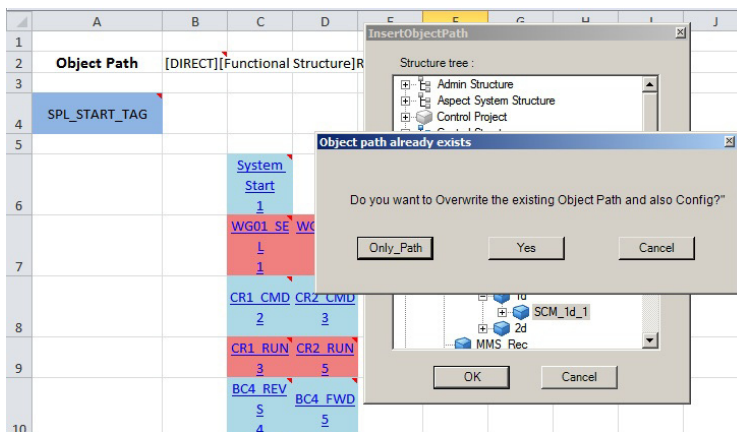 A B C D E F G H I J
InsertObjectPath
1
2 Object Path [DIRECT][Functional Structure]R
Structure tree :
3
Admin Structure
Aspect System Structure
Control Project
4 SPL_START_TAG
5
Object path already exists
Do you want to Overwrite the existing Object Path and also Config?"
Only_Path Yes Cancel
System
Start
6 1
WG01_SE
L
7 1
1d
SCM_1d_1
2d
MMS_Rec
CR1_CMD CR2_CMD
8 2 3
CR1_RUN CR2_RUN
9 3 5
OK Cancel
BC4_REV BC4_FWD
S 5
10 4